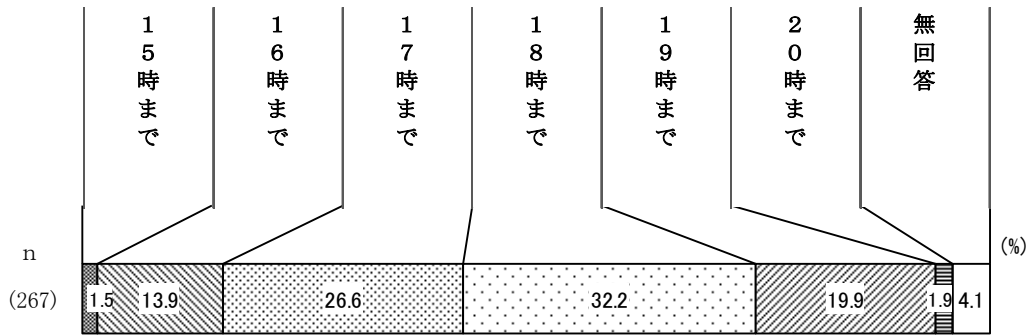 15時まで
16時まで
17時まで
18時まで
19時まで
20時まで
無回答
n
(%)
(267)
1.5
13.9
26.6
32.2
19.9
1.9
4.1